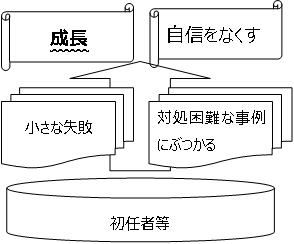 成長
自信をなくす
小さな失敗
対処困難な事例
にぶつかる
初任者等